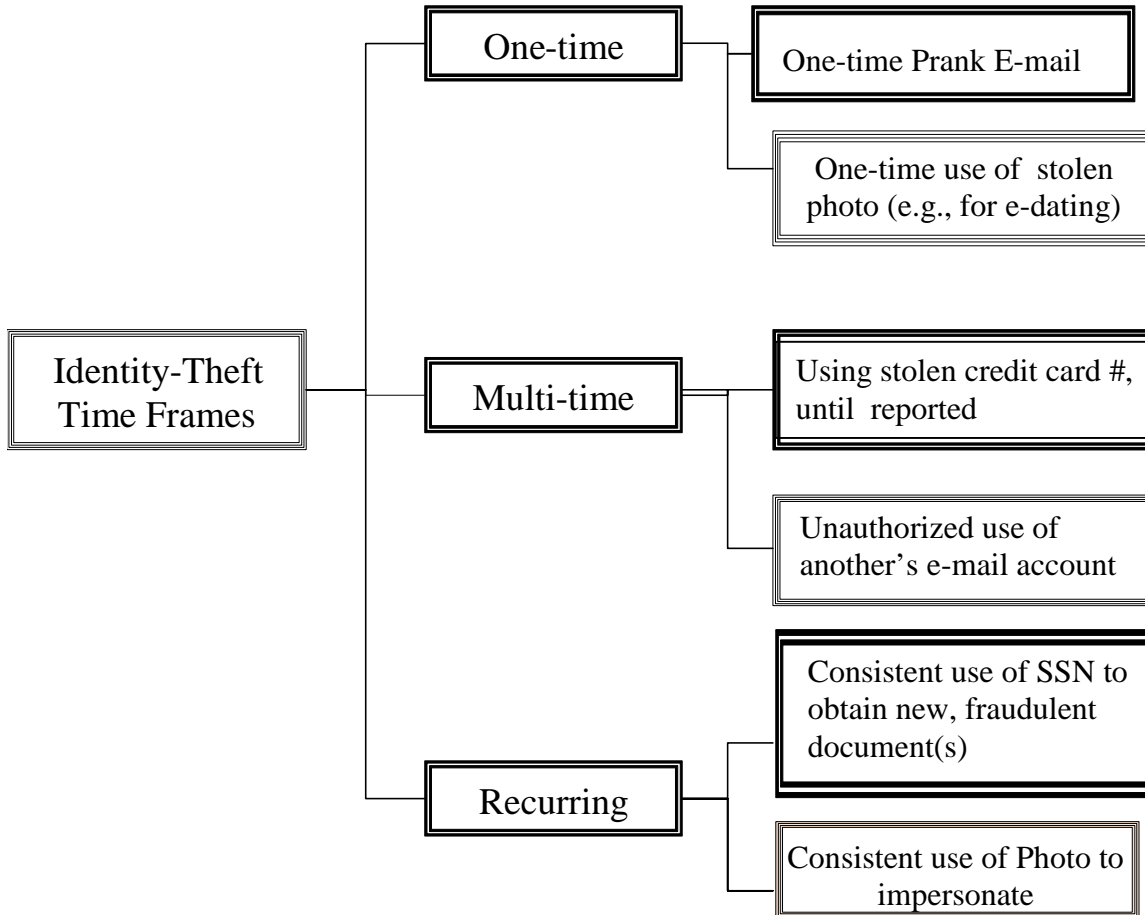 One-time
One-time Prank E-mail
One-time use of stolen
photo (e.g., for e-dating)
Identity-Theft
Time Frames
Multi-time
Using stolen credit card #,
until reported
Unauthorized use of
another’s e-mail account
Recurring
Consistent use of SSN to
obtain new, fraudulent
document(s)
Consistent use of Photo to
impersonate